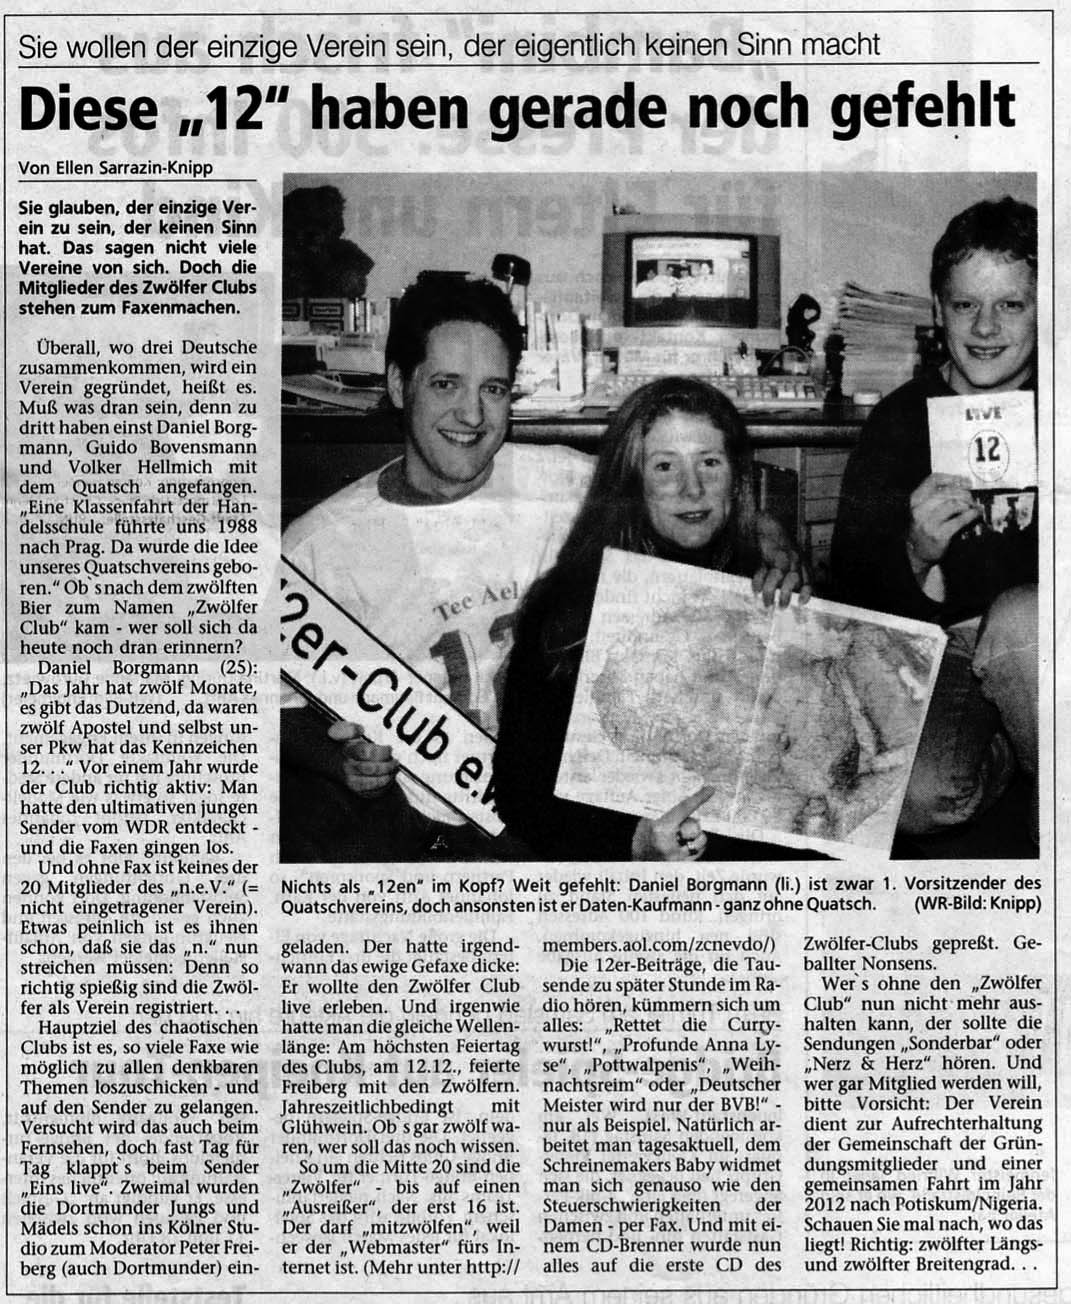 Sie wollen der einzige Verein sein, der eigentlich keinen Sinn macht
Diese „12“ haben gerade noch gefehlt
Von Ellen Sarrazin-Knipp
Sie glauben, der einzige Ver-
ein zu sein, der keinen Sinn
hat. Das sagen nicht viele
Vereine von sich. Doch die
Mitglieder des Zwölfer Clubs
stehen zum Faxenmachen.
Überall, wo drei Deutsche
zusammenkommen, wird ein
Verein gegründet, heißt es.
Muß was dran sein, denn zu
dritt haben einst Daniel Borg-
mann, Guido Bovensmann
und Volker Hellmich mit
dem Quatsch angefangen.
„Eine Klassenfahrt der Han-
delsschule führte uns 1988
nach Prag. Da wurde die Idee
unseres Quatschvereins gebo-
ren.“ Ob`s nach dem zwölften
Bier zum Namen „Zwölfer
Club“ kam - wer soll sich da
heute noch dran erinnern?
Daniel Borgmann (25):
„Das Jahr hat zwölf Monate,
es gibt das Dutzend, da waren
zwölf Apostel und selbst un-
ser Pkw hat das Kennzeichen
12. . .“ Vor einem Jahr wurde
der Club richtig aktiv: Man
hatte den ultimativen jungen
Sender vom WDR entdeckt -
und die Faxen gingen los.
Und ohne Fax ist keines der
20 Mitglieder des „n.e.V.“ (=
nicht eingetragener Verein).
Etwas peinlich ist es ihnen
schon, daß sie das „n.“ nun
streichen müssen: Denn so
richtig spießig sind die Zwöl-
fer als Verein registriert. . .
Hauptziel des chaotischen
Clubs ist es, so viele Faxe wie
möglich zu allen denkbaren
Themen loszuschicken - und
auf den Sender zu gelangen.
Versucht wird das auch beim
Fernsehen, doch fast Tag für
Tag klappt`s beim Sender
„Eins live“. Zweimal wurden
die Dortmunder Jungs und
Mädels schon ins Kölner Stu-
dio zum Moderator Peter Frei-
berg (auch Dortmunder) ein-
LIVE
12
Tee Ael
12
12er-Club e.V
Nichts als „12en“ im Kopf? Weit gefehlt: Daniel Borgmann (li.) ist zwar 1. Vorsitzender des
Quatschvereins, doch ansonsten ist er Daten-Kaufmann - ganz ohne Quatsch. (WR-Bild: Knipp)
geladen. Der hatte irgend-
wann das ewige Gefaxe dicke:
Er wollte den Zwölfer Club
live erleben. Und irgenwie
hatte man die gleiche Wellen-
länge: Am höchsten Feiertag
des Clubs, am 12.12., feierte
Freiberg mit den Zwölfern.
Jahreszeitlichbedingt mit
Glühwein. Ob`s gar zwölf wa-
ren, wer soll das noch wissen.
So um die Mitte 20 sind die
„Zwölfer“ - bis auf einen
„Ausreißer“, der erst 16 ist.
Der darf „mitzwölfen“, weil
er der „Webmaster“ fürs In-
ternet ist. (Mehr unter http://
members.aol.com/zcnevdo/)
Die 12er-Beiträge, die Tau-
sende zu später Stunde im Ra-
dio hören, kümmern sich um
alles: „Rettet die Curry-
wurst!“, „Profunde Anna Ly-
se“, „Pottwalpenis“, „Weih-
nachtsreim“ oder „Deutscher
Meister wird nur der BVB!“ -
nur als Beispiel. Natürlich ar-
beitet man tagesaktuell, dem
Schreinemakers Baby widmet
man sich genauso wie den
Steuerschwierigkeiten der
Damen - per Fax. Und mit ei-
nem CD-Brenner wurde nun
alles auf die erste CD des
Zwölfer-Clubs gepreßt. Ge-
ballter Nonsens.
Wer`s ohne den „Zwölfer
Club“ nun nicht mehr aus-
halten kann, der sollte die
Sendungen „Sonderbar“ oder
„Nerz & Herz“ hören. Und
wer gar Mitglied werden will,
bitte Vorsicht: Der Verein
dient zur Aufrechterhaltung
der Gemeinschaft der Grün-
dungsmitglieder und einer
gemeinsamen Fahrt im Jahr
2012 nach Potiskum/Nigeria.
Schauen Sie mal nach, wo das
liegt! Richtig: zwölfter Längs-
und zwölfter Breitengrad. . .